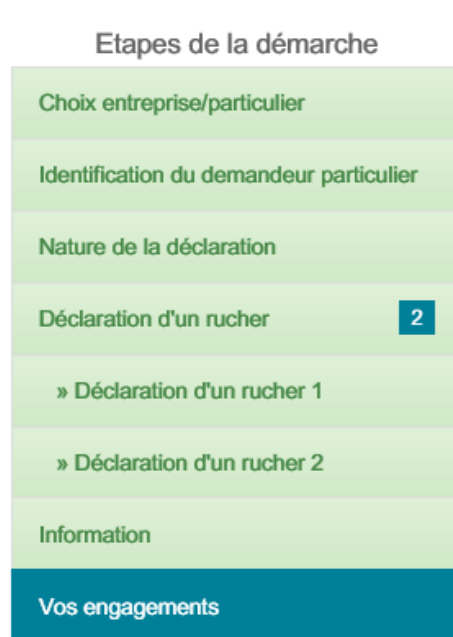 Etapes de la démarche
Choix entreprise/particulier
Identification du demandeur particulier
Nature de la déclaration
Déclaration d'un rucher 2
» Déclaration d'un rucher 1
» Déclaration d'un rucher 2
Information
Vos engagements